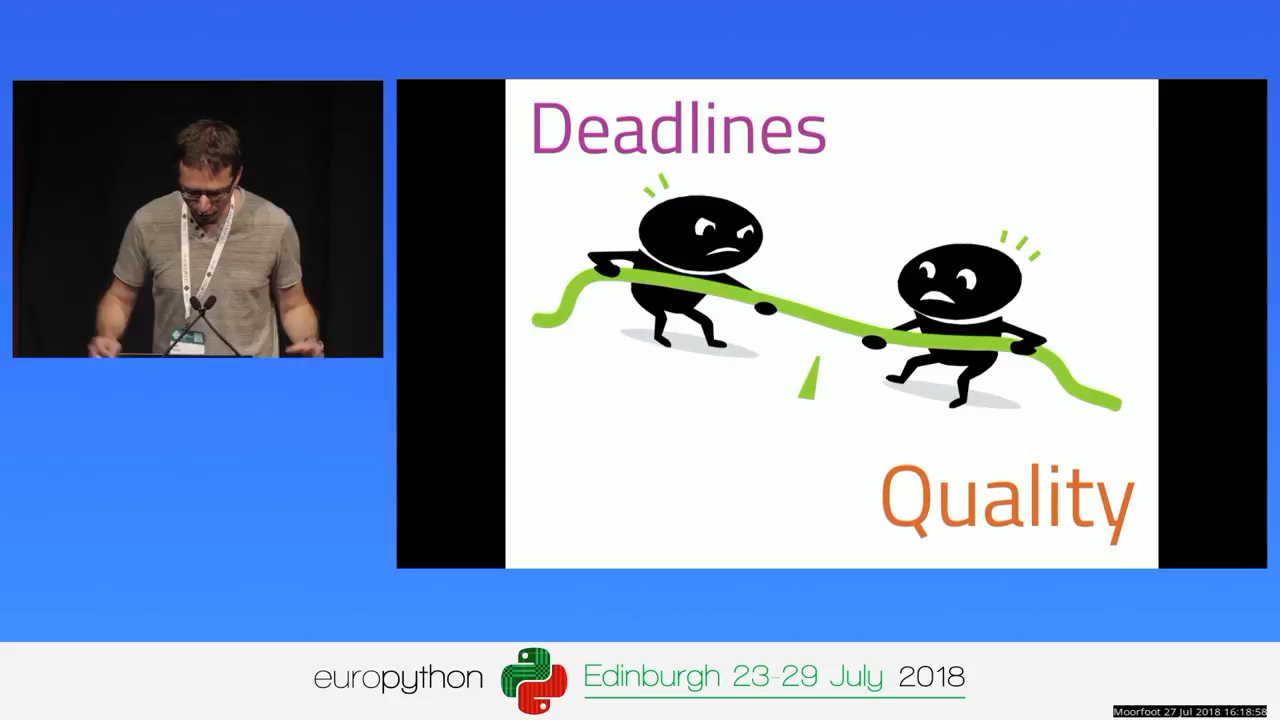 Deadlines
Quality
europython
Edinburgh 23-29 July 2018
Moorfoot 27 Jul 2018 16:18:58